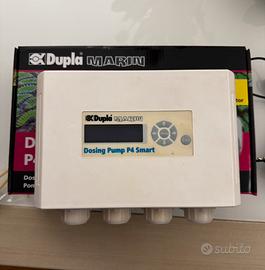 Dupla MARIN
Dupla MARIN
Dosing Pump P4 Smart
subito